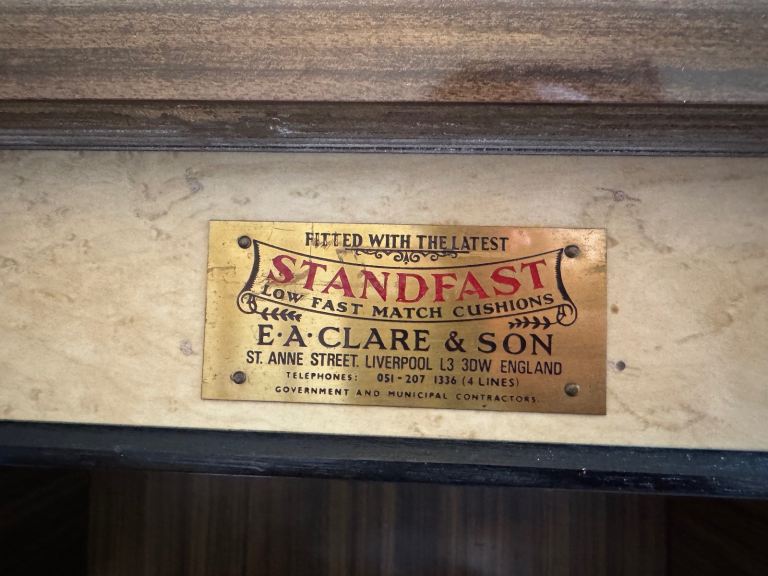 FITTED WITH THE LATEST
STANDFAST
LOW FAST MATCH CUSHIONS
E·A·CLARE & SON
ST. ANNE STREET. LIVERPOOL L3 3DW ENGLAND
TELEPHONES: 051-207 1336 (4 LINES)
GOVERNMENT AND MUNICIPAL CONTRACTORS.